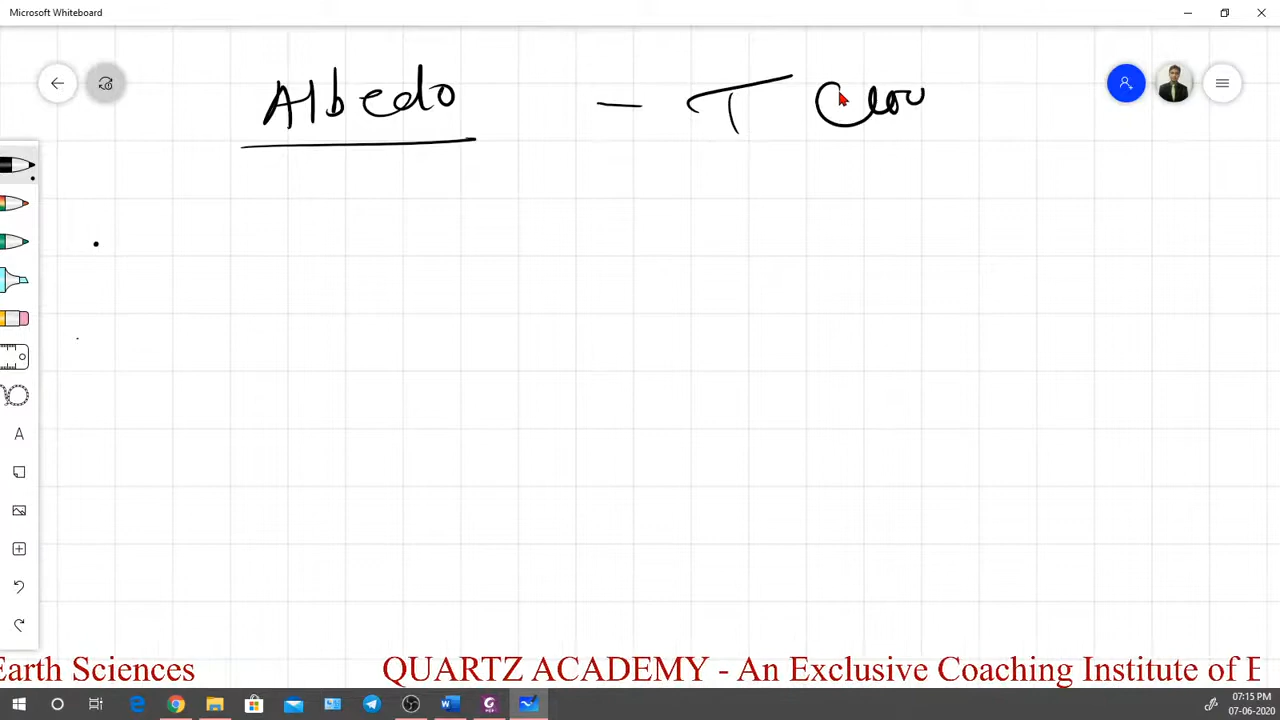 Microsoft Whiteboard
Albedo — T Clou
A
Earth Sciences QUARTZ ACADEMY - An Exclusive Coaching Institute of E
07:15 PM
07-06-2020